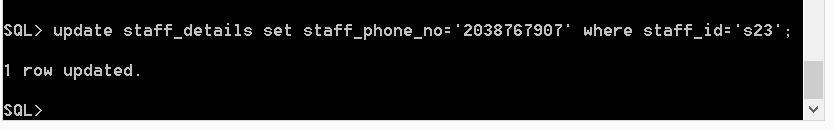 SQL> update staff_details set staff_phone_no='2038767907' where staff_id='s23';
1 row updated.
SQL>